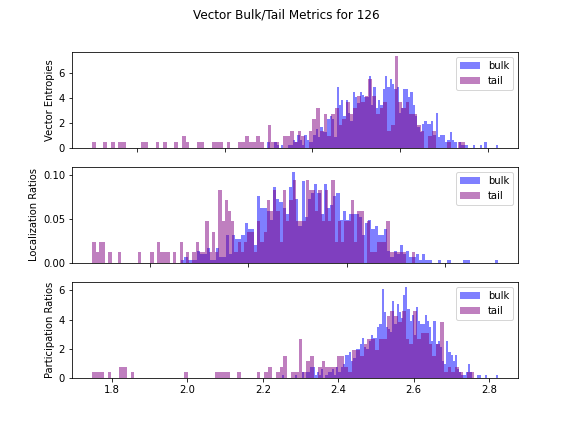 Vector Bulk/Tail Metrics for 126
Vector Entropies
6
4
2
0
bulk
tail
Localization Ratios
0.10
0.05
0.00
bulk
tail
Participation Ratios
6
4
2
0
bulk
tail
1.8 2.0 2.2 2.4 2.6 2.8